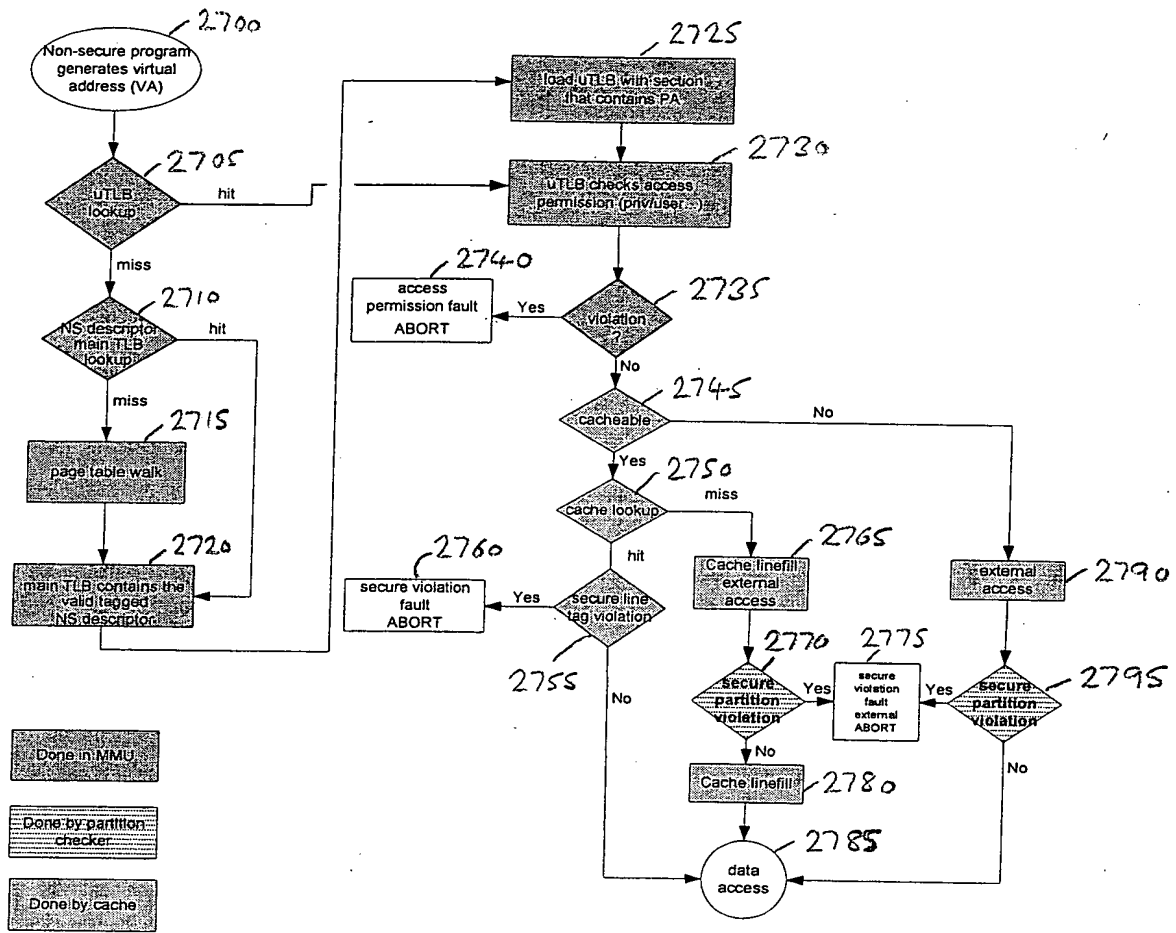 2700
Non-secure program
generates virtual
address (VA)
2705
uTLB
lookup
hit
miss
2710
NS descriptor
main TLB
lookup
hit
miss
2715
page table walk
2720
main TLB contains the
valid tagged
NS descriptor
2725
load uTLB with section
that contains PA
2730
uTLB checks access
permission (priv/user...)
2740
access
permission fault
ABORT
Yes
2735
violation
?
No
2745
cacheable
No
Yes
2750
cache lookup
miss
hit
2760
secure violation
fault
ABORT
Yes
secure line
tag violation
2755
No
2765
Cache linefill
external
access
2770
secure
partition
violation
Yes
No
2775
secure
violation
fault
external
ABORT
external
access
2790
Yes
secure
partition
violation
2795
No
Cache linefill
2780
data
access
2785
Done in MMU
Done by partition
checker
Done by cache